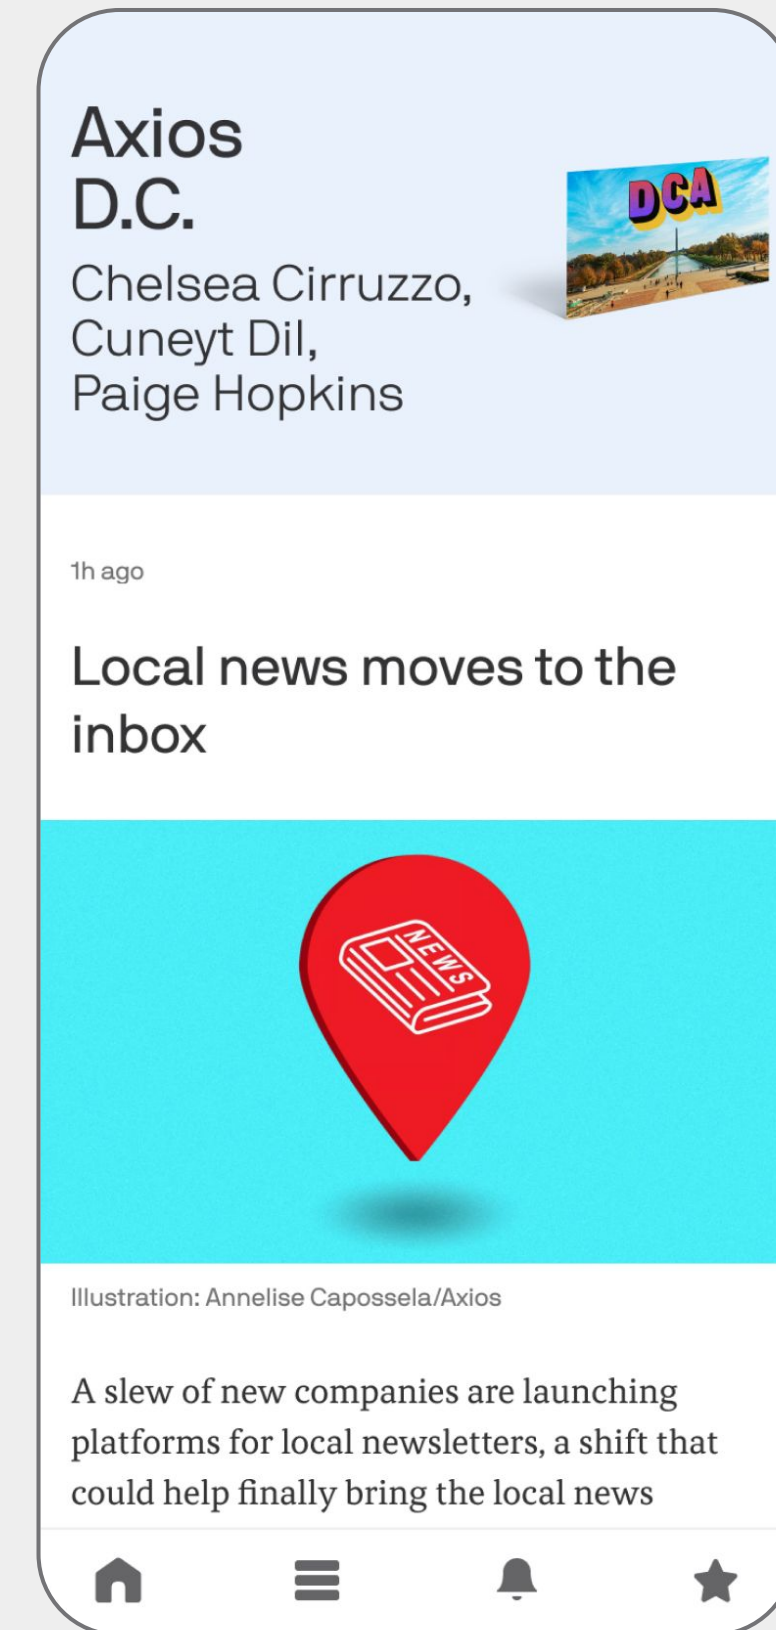 Axios
D.C.
DCA
Chelsea Cirruzzo,
Cuneyt Dil,
Paige Hopkins
1h ago
Local news moves to the
inbox
NEWS
Illustration: Annelise Capossela/Axios
A slew of new companies are launching
platforms for local newsletters, a shift that
could help finally bring the local news